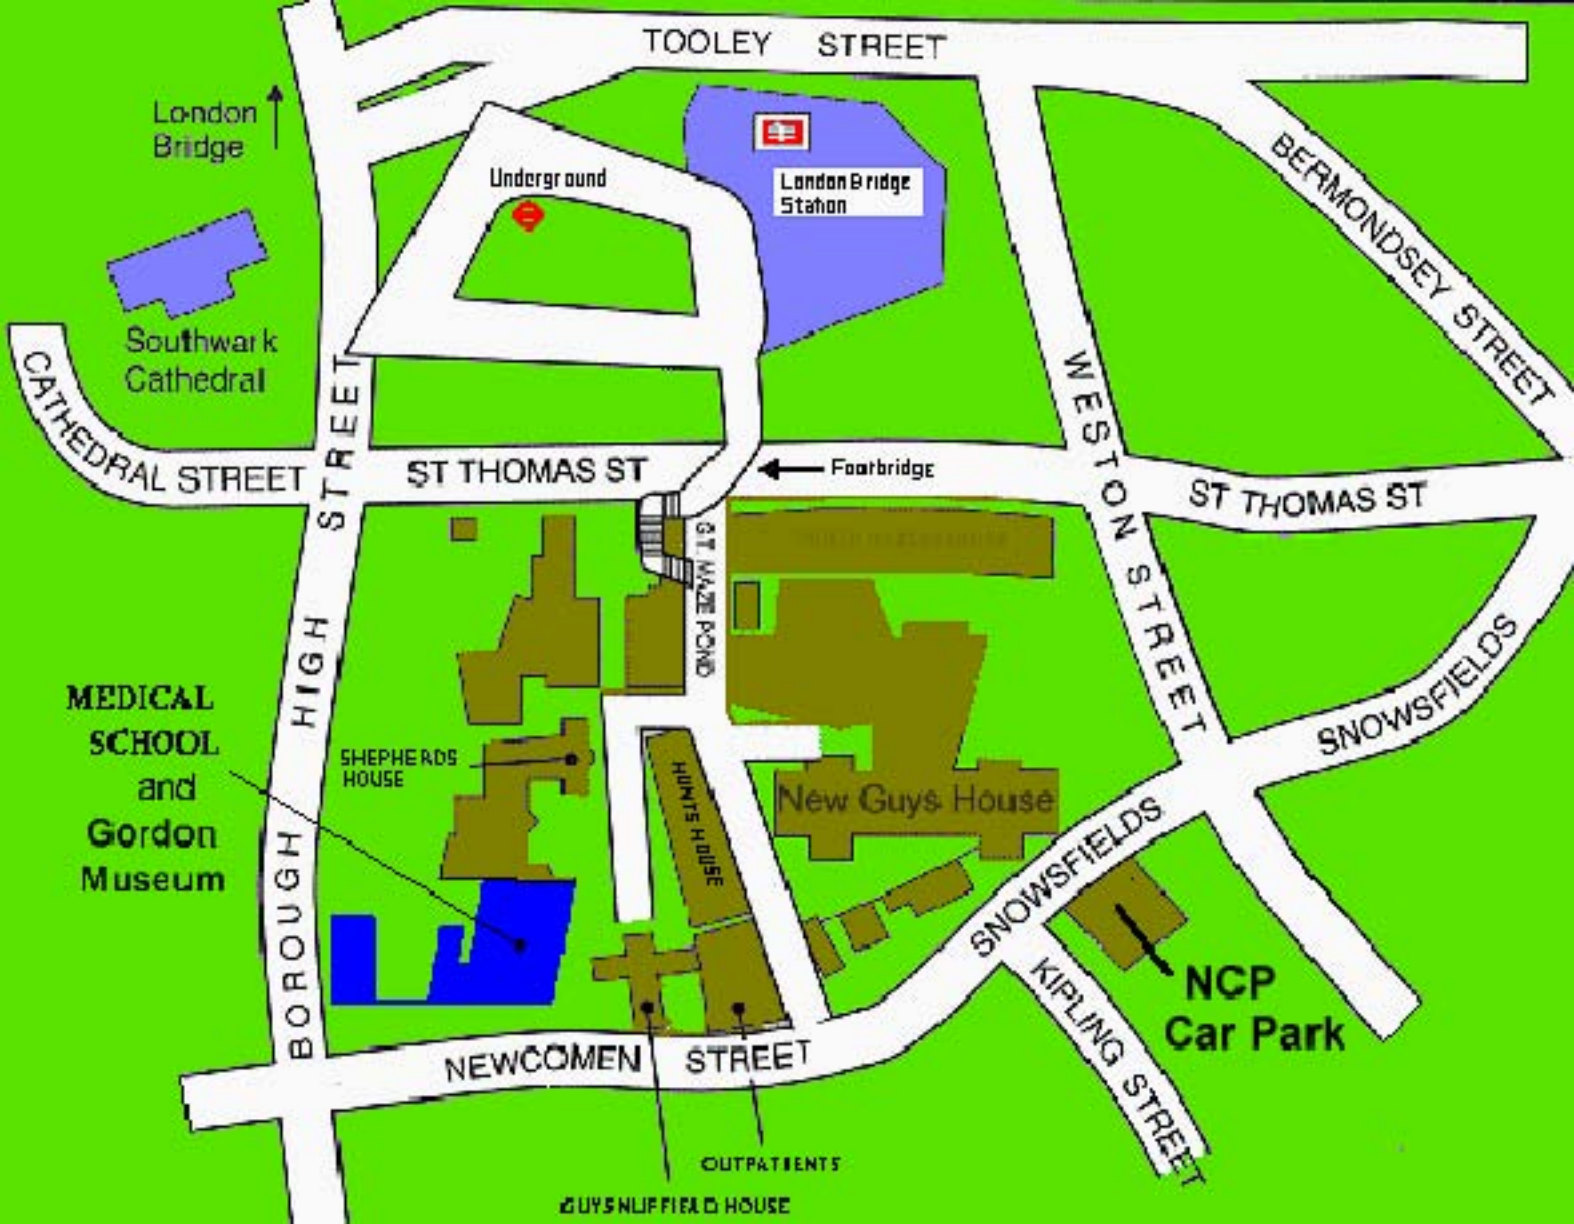 TOOLEY STREET
London
Bridge
Underground
London Bridge
Station
BERMONDSEY STREET
Southwark
Cathedral
CATHEDRAL STREET
ST THOMAS ST
Footbridge
WESTON STREET
ST THOMAS ST
GT. MAZE POND
BOROUGH HIGH STREET
MEDICAL
SCHOOL
and
Gordon
Museum
SHEPHERDS
HOUSE
HUNTS HOUSE
New Guys House
SNOWSFIELDS
SNOWSFIELDS
NCP
Car Park
KIPLING STREET
NEWCOMEN STREET
OUTPATIENTS
GUYS NUFFIELD HOUSE